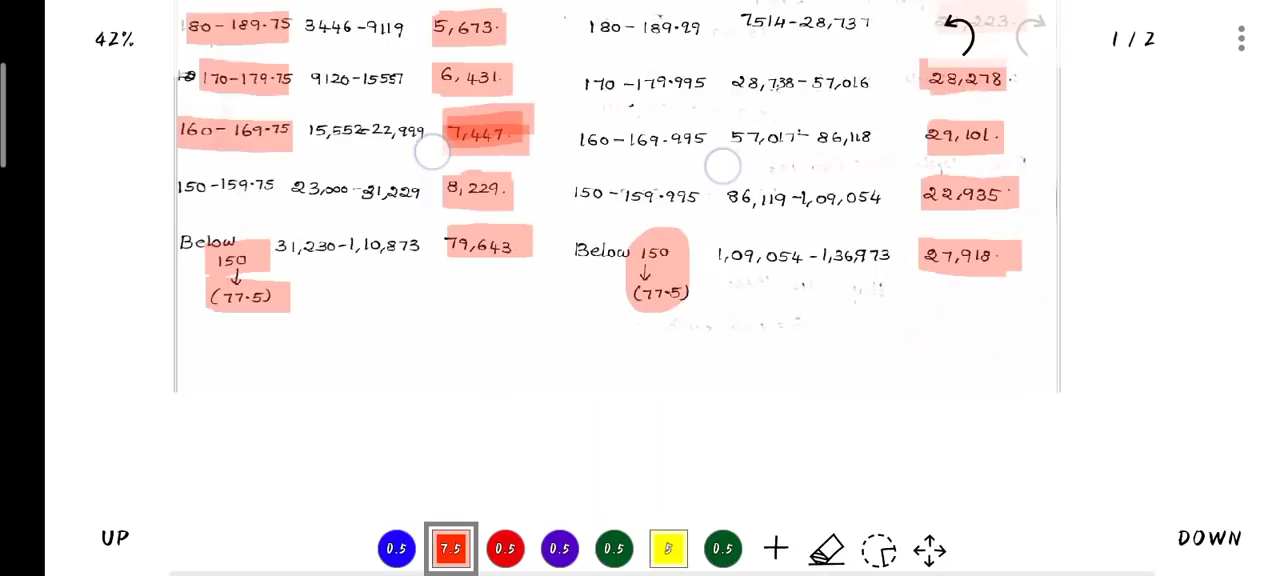 42%
180-189.75 3446-9119 5,673. 180-189.99 7514-28,737
1/2
170-179.75 9120-15557 6,431. 170-179.995 28,738-57,016 28,278.
160-169.75 15,552-22,999 7,447. 160-169.995 57,017-86,118 29,101.
150-159.75 23,000-31,229 8,229. 150-159.995 86,119-1,09,054 22,935.
Below 150 31,230-1,10,873 79,643 Below 150 1,09,054-1,36,973 27,918.
(77.5) (77.5)
UP 0.5 7.5 0.5 0.5 0.5 5 0.5 DOWN